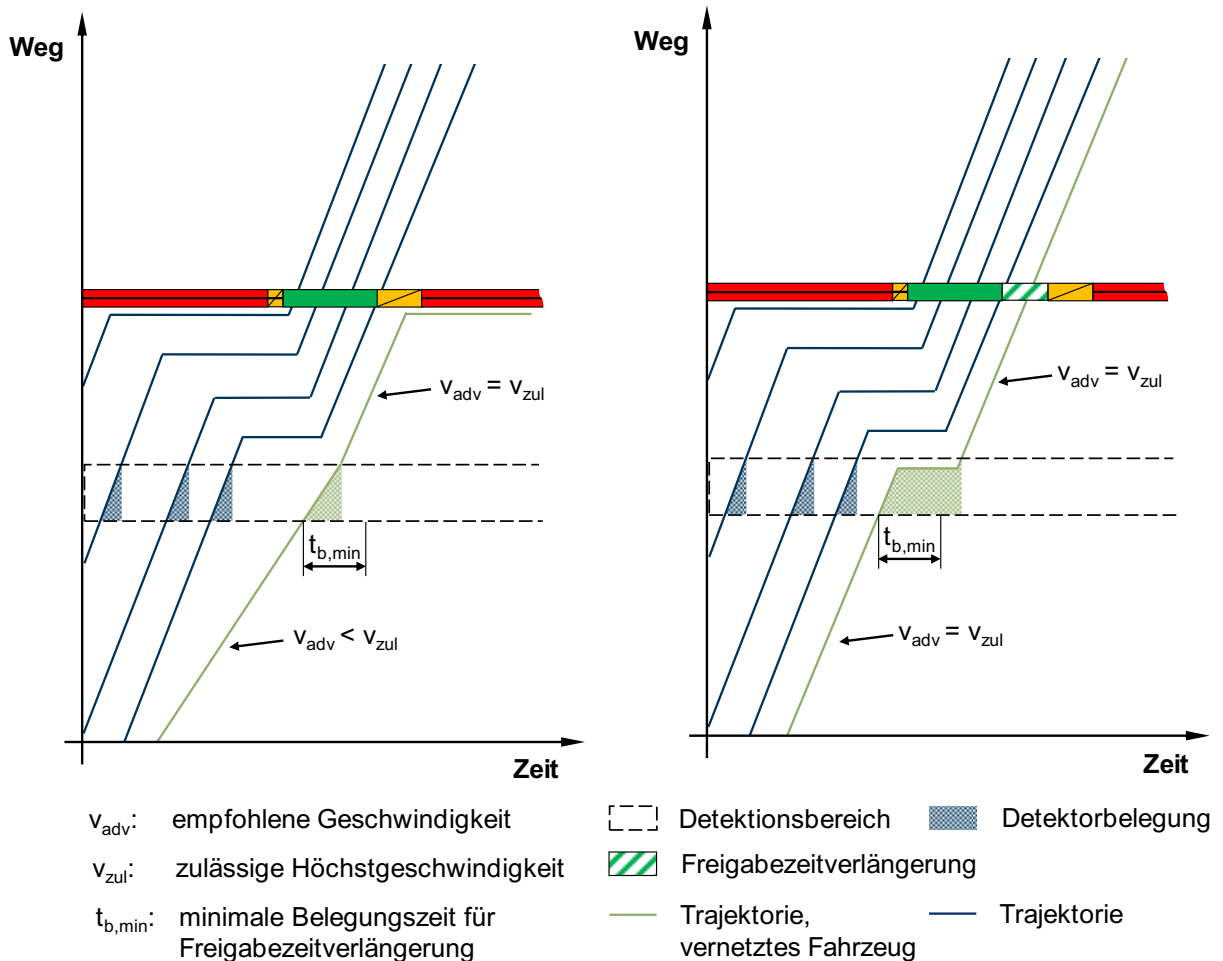 Weg
v_adv = v_zul
t_b,min
v_adv < v_zul
Zeit
Weg
v_adv = v_zul
t_b,min
v_adv = v_zul
Zeit
v_adv: empfohlene Geschwindigkeit
v_zul: zulässige Höchstgeschwindigkeit
t_b,min: minimale Belegungszeit für
Freigabezeitverlängerung
Detektionsbereich
Detektorbelegung
Freigabezeitverlängerung
Trajektorie,
vernetztes Fahrzeug
Trajektorie